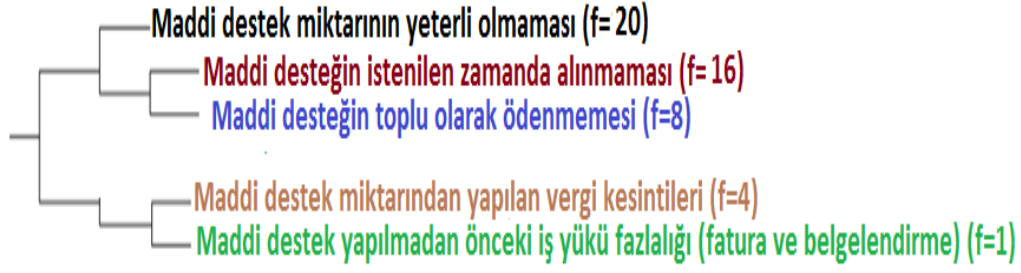 Maddi destek miktarının yeterli olmaması (f= 20)
Maddi desteğin istenilen zamanda alınmaması (f= 16)
Maddi desteğin toplu olarak ödenmemesi (f=8)
Maddi destek miktarından yapılan vergi kesintileri (f=4)
Maddi destek yapılmadan önceki iş yükü fazlalığı (fatura ve belgelendirme) (f=1)